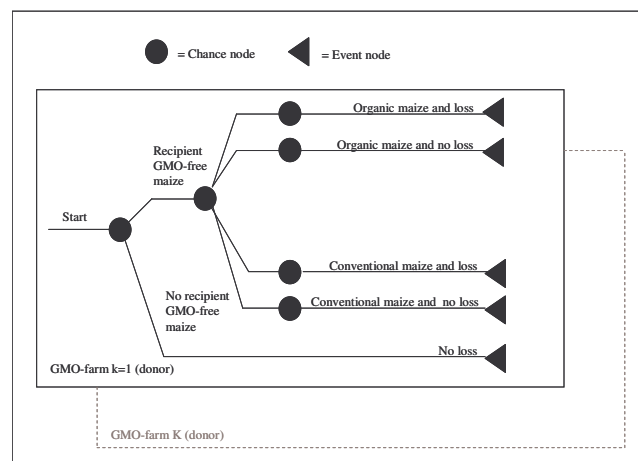 = Chance node
= Event node
Organic maize and loss
Organic maize and no loss
Recipient
GMO-free
maize
Start
Conventional maize and loss
No recipient
GMO-free
maize
Conventional maize and  no loss
No loss
GMO-farm k=1 (donor)
GMO-farm K (donor)